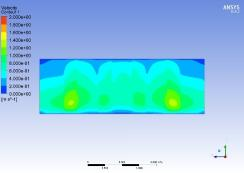 Velocity
Contour 1
ANSYS
2.000e+00
1.800e+00
1.600e+00
1.400e+00
1.200e+00
1.000e+00
8.000e-01
6.000e-01
4.000e-01
2.000e-01
0.000e+00
[m s^-1]